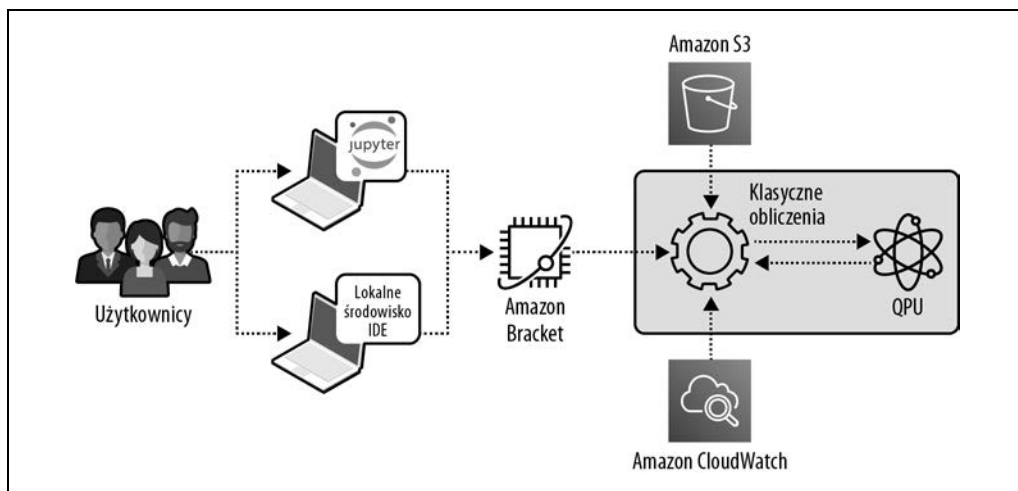 Amazon S3
jupyter
Klasyczne
obliczenia
Użytkownicy
Lokalne
środowisko
IDE
Amazon
Bracket
QPU
Amazon CloudWatch